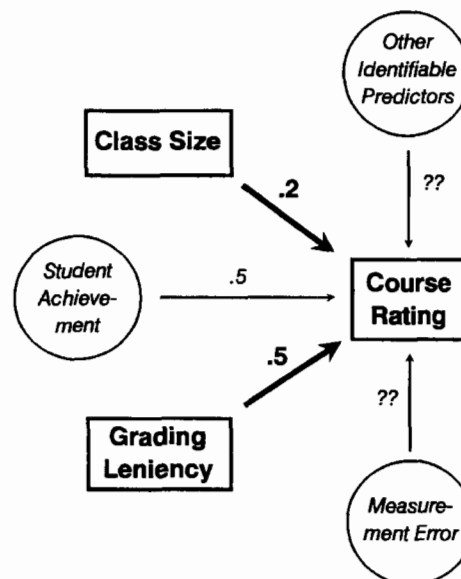 Other
Identifiable
Predictors
Class Size
.2
??
Student
Achieve-
ment
.5
Course
Rating
.5
??
Grading
Leniency
Measure-
ment Error